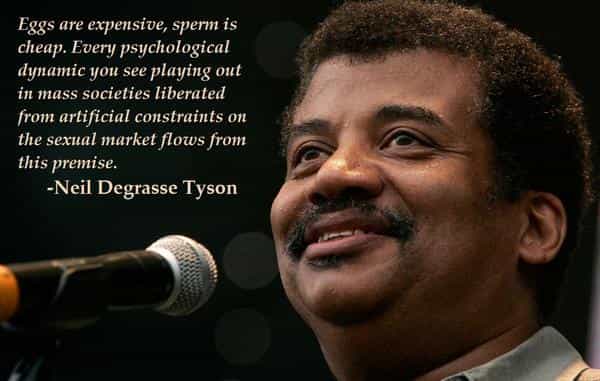 Eggs are expensive, sperm is
cheap. Every psychological
dynamic you see playing out
in mass societies liberated
from artificial constraints on
the sexual market flows from
this premise.
-Neil Degrasse Tyson